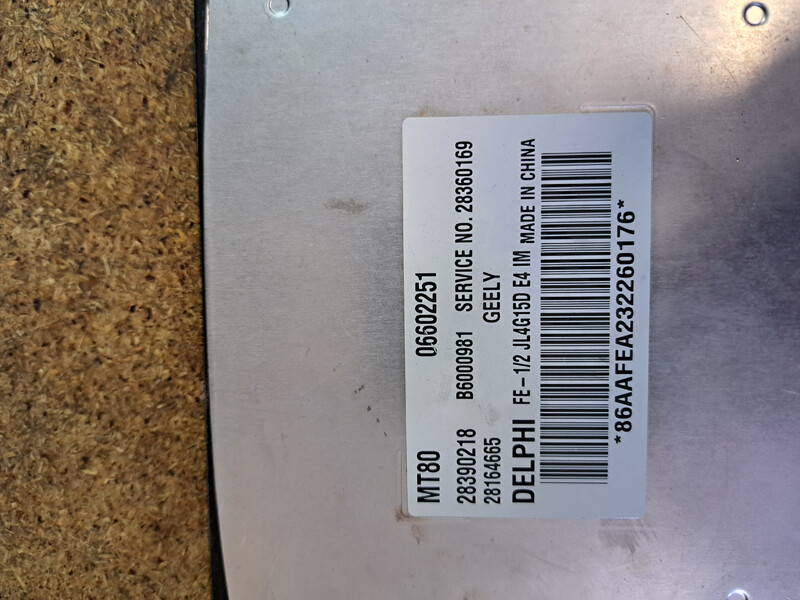 MT80 06602251
28390218 B6000981 SERVICE NO. 28360169
28164665 GEELY
DELPHI FE-1/2 JL4G15D E4 IM MADE IN CHINA
*86AAFEA232260176*